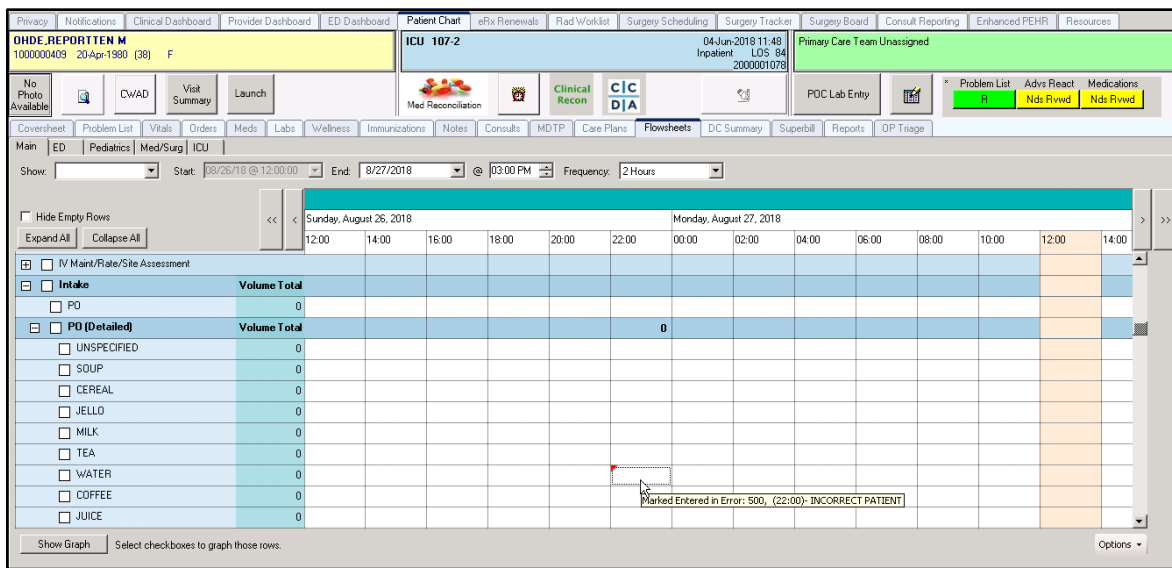 Privacy Notifications Clinical Dashboard Provider Dashboard ED Dashboard Patient Chart eRx Renewals Rad Worklist Surgery Scheduling Surgery Tracker Surgery Board Consult Reporting Enhanced PEHR Resources
OHDE,REPORTTEN M
1000000409 20-Apr-1980 (38) F
ICU 107-2
04-Jun-2018 11:48
Inpatient LOS 84
2000001078
Primary Care Team Unassigned
No Photo Available
CWAD
Visit Summary
Launch
Med Reconciliation
Clinical Recon
C C
D A
POC Lab Entry
* Problem List Advs React Medications
R Nds Rvwd Nds Rvwd
Coversheet Problem List Vitals Orders Meds Labs Wellness Immunizations Notes Consults MDTP Care Plans Flowsheets DC Summary Superbill Reports OP Triage
Main ED Pediatrics Med/Surg ICU
Show: Start: 08/26/18 @ 12:00:00 End: 8/27/2018 @ 03:00 PM Frequency: 2 Hours
Hide Empty Rows << < Sunday, August 26, 2018 Monday, August 27, 2018 > >>
Expand All Collapse All 12:00 14:00 16:00 18:00 20:00 22:00 00:00 02:00 04:00 06:00 08:00 10:00 12:00 14:00
IV Maint/Rate/Site Assessment
Intake Volume Total
PO 0
PO (Detailed) Volume Total 0
UNSPECIFIED 0
SOUP 0
CEREAL 0
JELLO 0
MILK 0
TEA 0
WATER 0
COFFEE 0
Marked Entered in Error: 500, (22:00)- INCORRECT PATIENT
JUICE 0
Show Graph Select checkboxes to graph those rows. Options